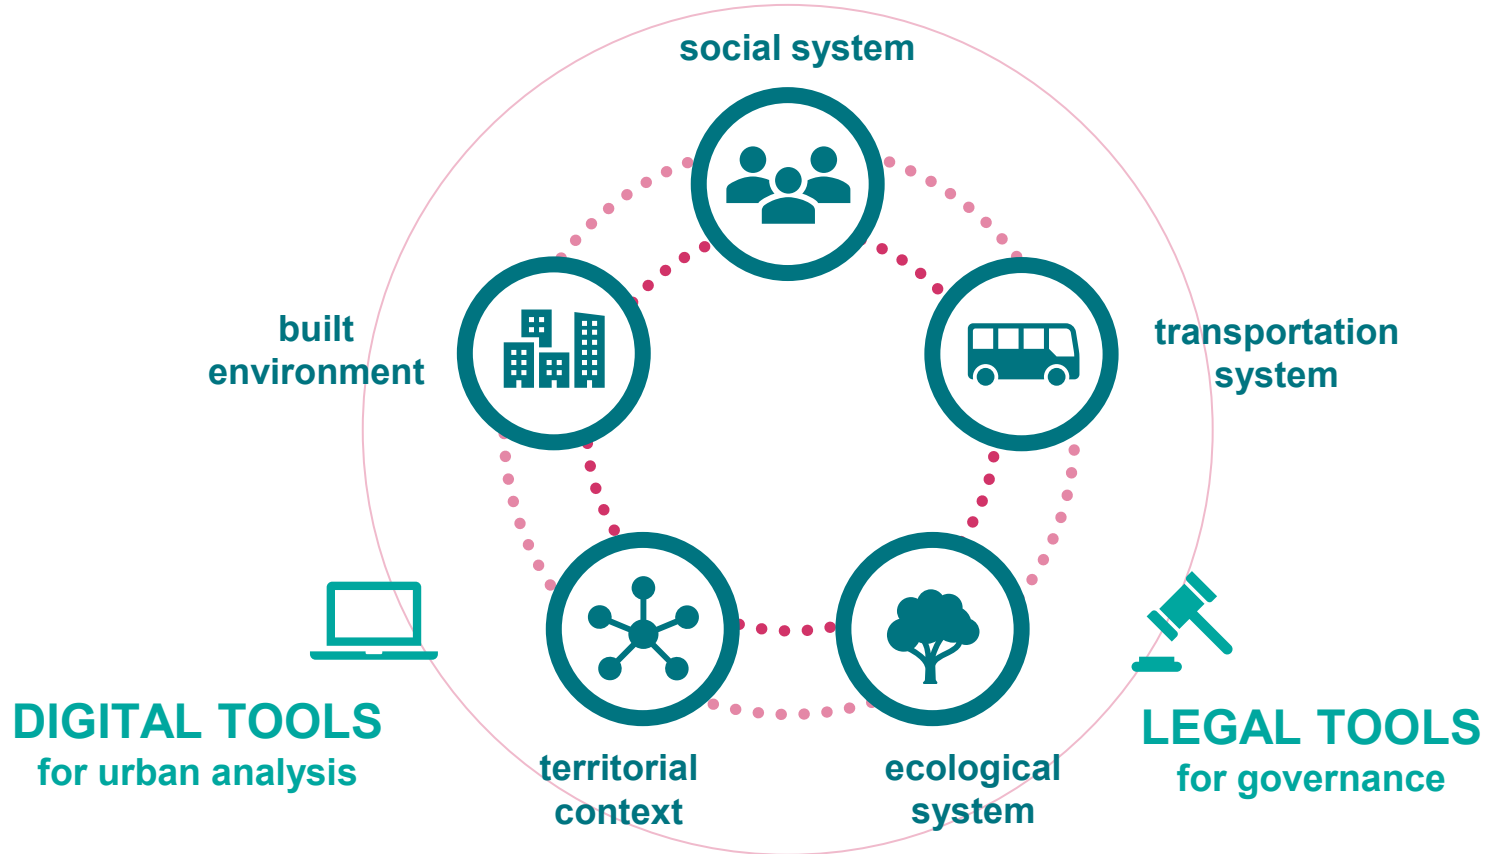 social system
built
environment
transportation
system
DIGITAL TOOLS
for urban analysis
territorial
context
ecological
system
LEGAL TOOLS
for governance